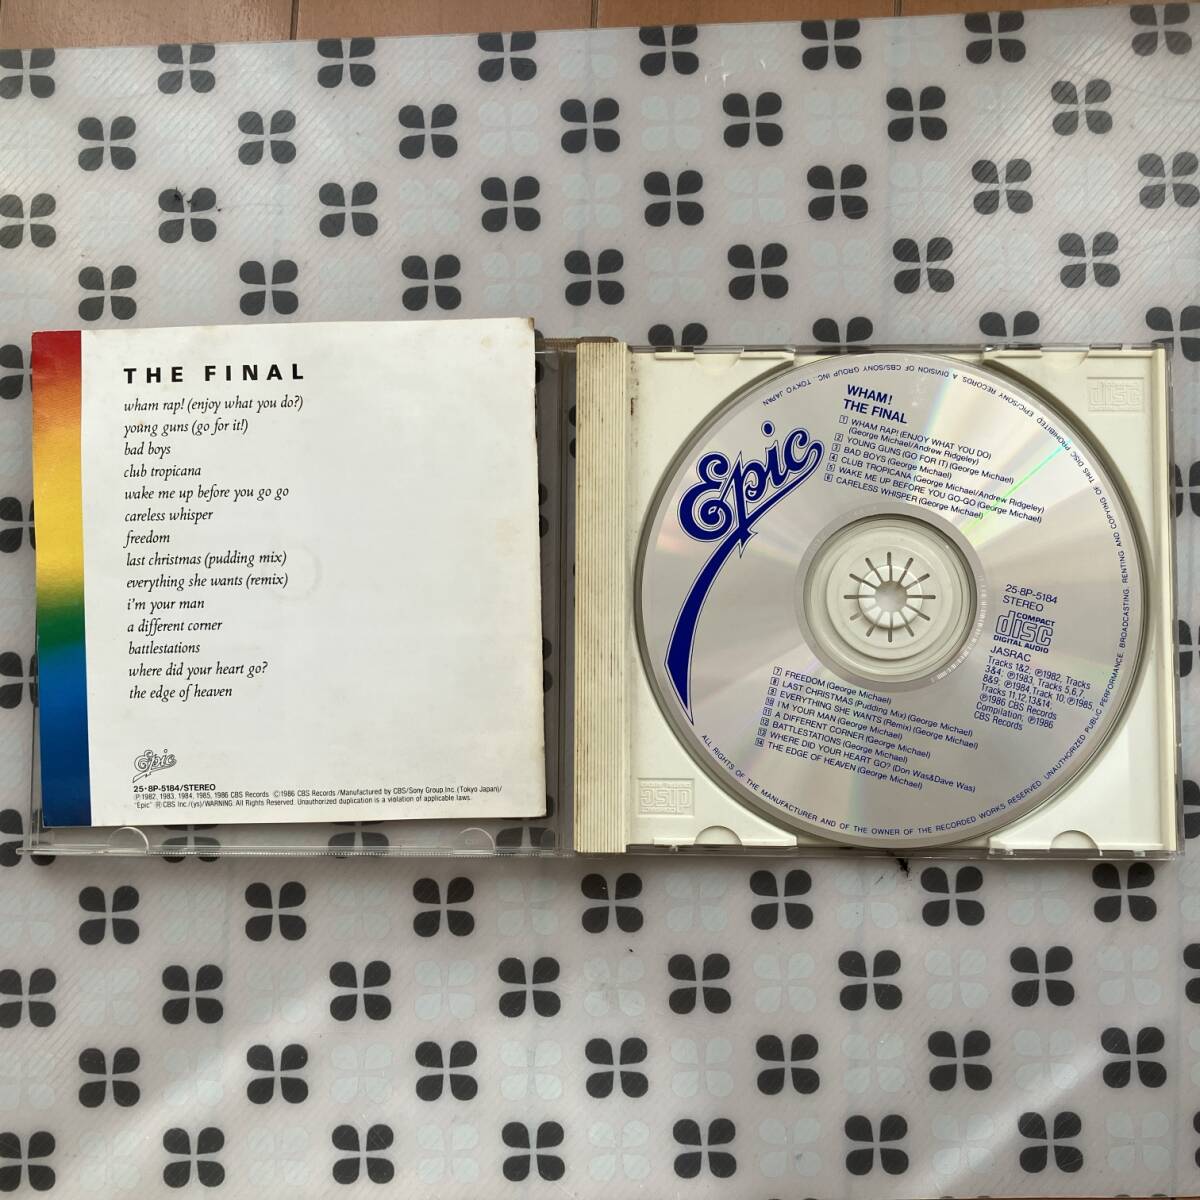 THE FINAL
wham rap! (enjoy what you do?)
young guns (go for it!)
bad boys
club tropicana
wake me up before you go go
careless whisper
freedom
last christmas (pudding mix)
everything she wants (remix)
i'm your man
a different corner
battlestations
where did your heart go?
the edge of heaven
Epic
25·8P-5184/STEREO
℗1982, 1983, 1984, 1985, 1986 CBS Records ©1986 CBS Records /Manufactured by CBS/Sony Group Inc.(Tokyo Japan)/
"Epic" ® CBS Inc./(ys)/WARNING: All Rights Reserved. Unauthorized duplication is a violation of applicable laws.
WHAM!
THE FINAL
1 WHAM RAP! (ENJOY WHAT YOU DO)
(George Michael/Andrew Ridgeley)
2 YOUNG GUNS (GO FOR IT) (George Michael)
3 BAD BOYS (George Michael)
4 CLUB TROPICANA (George Michael/Andrew Ridgeley)
5 WAKE ME UP BEFORE YOU GO-GO (George Michael)
6 CARELESS WHISPER (George Michael)
Epic
25·8P-5184
STEREO
COMPACT
disc
DIGITAL AUDIO
JASRAC
Tracks 1&2; ℗1982, Tracks
3&4; ℗1983, Tracks 5,6,7,
8&9; ℗1984, Track 10, ℗1985,
Tracks 11,12,13&14;
℗1986 CBS Records
Compilation; ℗1986
CBS Records
7 FREEDOM (George Michael)
8 LAST CHRISTMAS (Pudding Mix) (George Michael)
9 EVERYTHING SHE WANTS (Remix) (George Michael)
10 I'M YOUR MAN (George Michael)
11 A DIFFERENT CORNER (George Michael)
12 BATTLESTATIONS (George Michael)
13 WHERE DID YOUR HEART GO? (Don Was&Dave Was)
14 THE EDGE OF HEAVEN (George Michael)
ALL RIGHTS OF THE MANUFACTURER AND OF THE OWNER OF THE RECORDED WORKS RESERVED. UNAUTHORIZED PUBLIC PERFORMANCE, BROADCASTING, RENTING AND COPYING OF THIS DISC PROHIBITED. EPIC/SONY RECORDS, A DIVISION OF CBS/SONY GROUP INC., TOKYO JAPAN
disc
disc